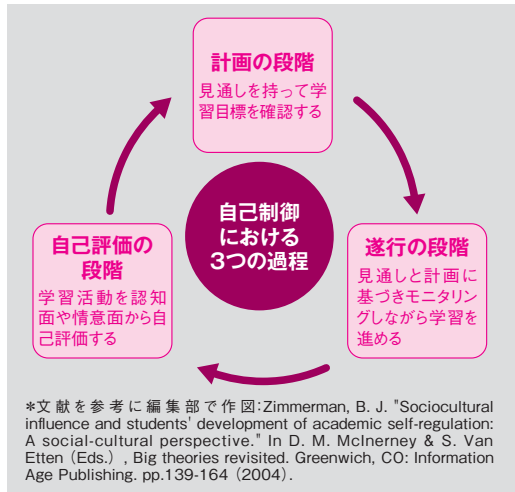 計画の段階
見通しを持って学
習目標を確認する
自己制御
における
3つの過程
自己評価の
段階
学習活動を認知
面や情意面から自
己評価する
遂行の段階
見通しと計画に
基づきモニタリン
グしながら学習を
進める
*文献を参考に編集部で作図:Zimmerman, B. J. "Sociocultural
influence and students' development of academic self-regulation:
A social-cultural perspective." In D. M. McInerney & S. Van
Etten (Eds.) , Big theories revisited. Greenwich, CO: Information
Age Publishing. pp.139-164 (2004).